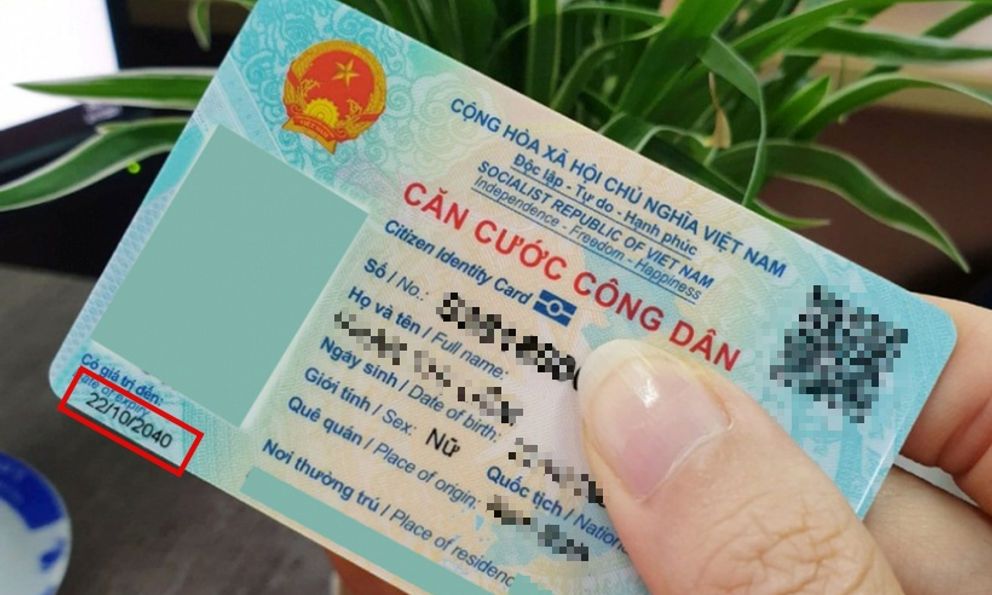 VIỆT NAM
CỘNG HÒA XÃ HỘI CHỦ NGHĨA VIỆT NAM
Độc lập - Tự do - Hạnh phúc
SOCIALIST REPUBLIC OF VIET NAM
Independence - Freedom - Happiness
CĂN CƯỚC CÔNG DÂN
Citizen Identity Card
Số / No.:
Họ và tên / Full name:
Ngày sinh / Date of birth:
Giới tính / Sex: Nữ
Quốc tịch /
Quê quán / Place of origin:
Nơi thường trú / Place of residence
Có giá trị đến:
Date of expiry
22/10/2040